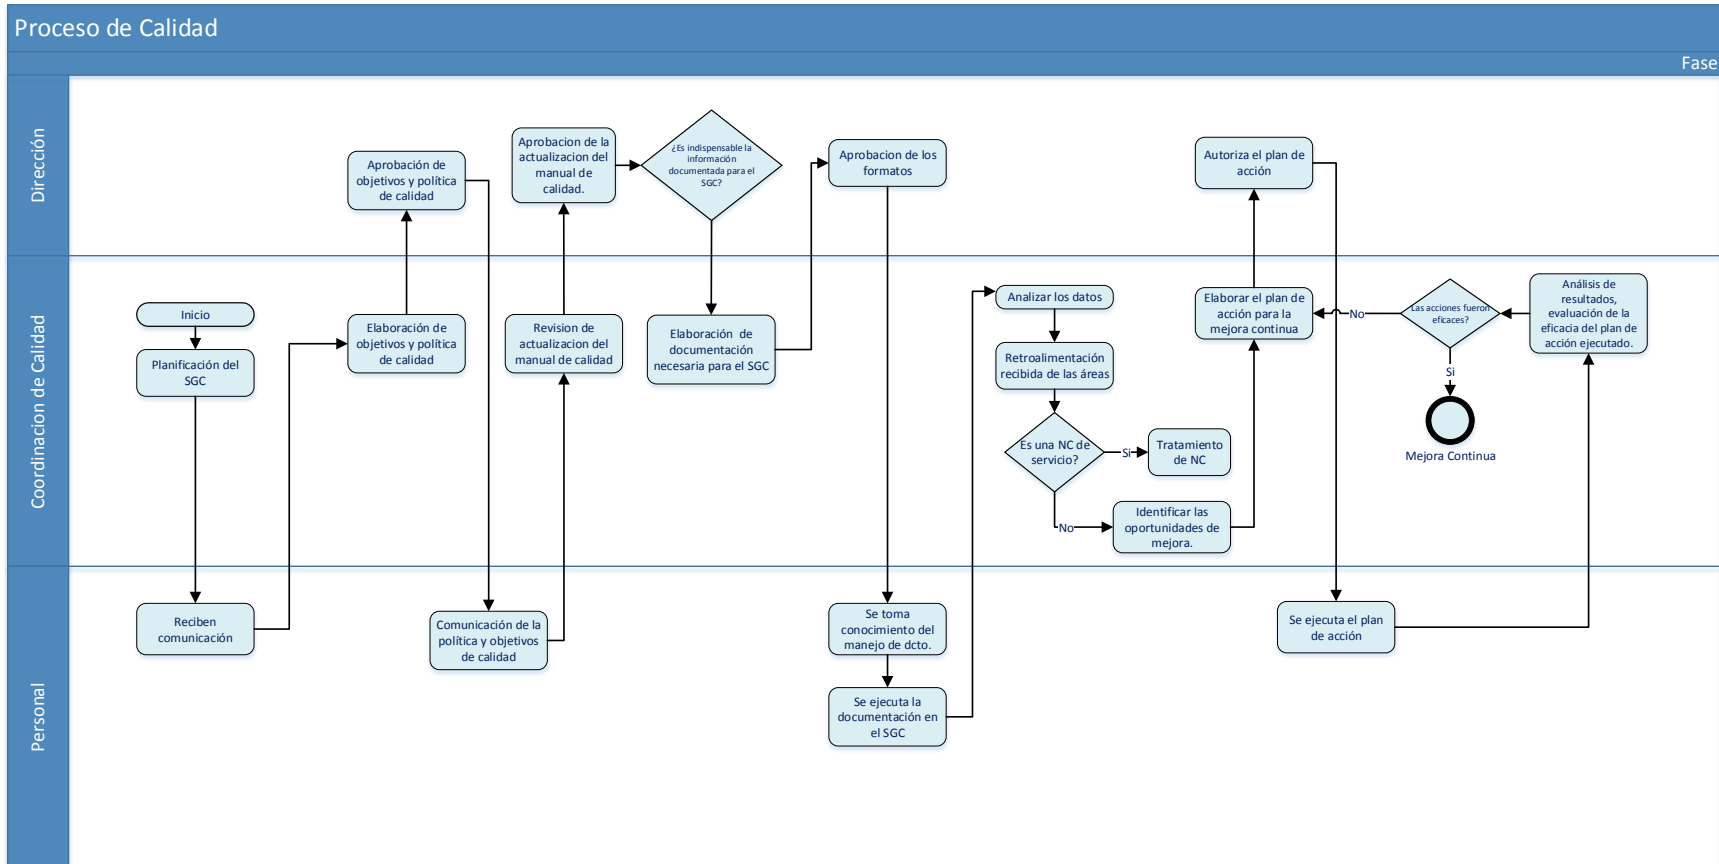 Proceso de Calidad
Fase
Dirección
Aprobación de
objetivos y política
de calidad
Aprobacion de la
actualizacion del
manual de
calidad.
¿Es indispensable la
información
documentada para el
SGC?
Aprobacion de los
formatos
Autoriza el plan de
acción
Coordinacion de Calidad
Inicio
Planificación del
SGC
Elaboración de
objetivos y política
de calidad
Revision de
actualizacion del
manual de calidad
Elaboración de
documentación
necesaria para el SGC
Analizar los datos
Retroalimentación
recibida de las áreas
Es una NC de
servicio?
Si
Tratamiento
de NC
No
Identificar las
oportunidades de
mejora.
Elaborar el plan de
acción para la
mejora continua
No
Las acciones fueron
eficaces?
Si
Mejora Continua
Análisis de
resultados,
evaluación de la
eficacia del plan de
acción ejecutado.
Personal
Reciben
comunicación
Comunicación de la
política y objetivos
de calidad
Se toma
conocimiento del
manejo de dcto.
Se ejecuta la
documentación en
el SGC
Se ejecuta el plan
de acción